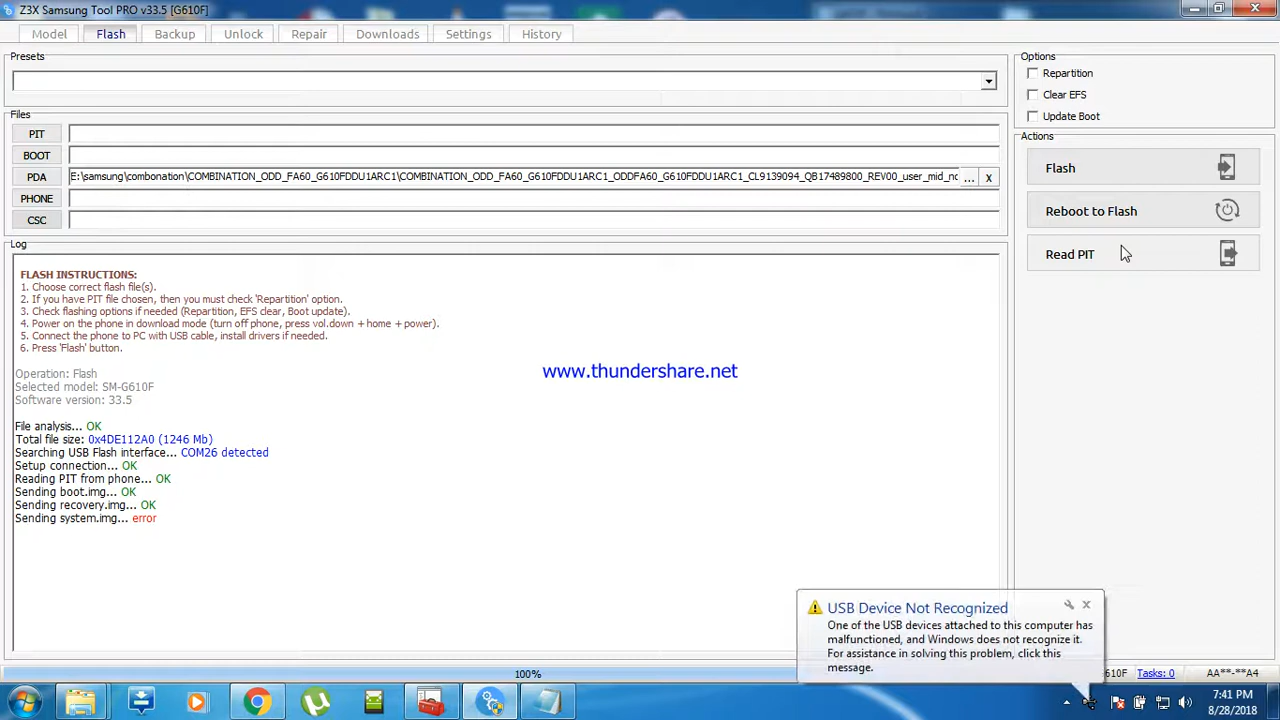 Z3X Samsung Tool PRO v33.5 [G610F]
Model Flash Backup Unlock Repair Downloads Settings History
Presets
Files
PIT
BOOT
PDA E:\samsung\combonation\COMBINATION_ODD_FA60_G610FDDU1ARC1\COMBINATION_ODD_FA60_G610FDDU1ARC1_ODDFA60_G610FDDU1ARC1_CL9139094_QB17489800_REV00_user_mid_nc ... x
PHONE
CSC
Log
FLASH INSTRUCTIONS:
1. Choose correct flash file(s).
2. If you have PIT file chosen, then you must check 'Repartition' option.
3. Check flashing options if needed (Repartition, EFS clear, Boot update).
4. Power on the phone in download mode (turn off phone, press vol.down + home + power).
5. Connect the phone to PC with USB cable, install drivers if needed.
6. Press 'Flash' button.
Operation: Flash
Selected model: SM-G610F
Software version: 33.5
File analysis... OK
Total file size: 0x4DE112A0 (1246 Mb)
Searching USB Flash interface... COM26 detected
Setup connection... OK
Reading PIT from phone... OK
Sending boot.img... OK
Sending recovery.img... OK
Sending system.img... error
www.thundershare.net
Options
Repartition
Clear EFS
Update Boot
Actions
Flash
Reboot to Flash
Read PIT
USB Device Not Recognized
One of the USB devices attached to this computer has
malfunctioned, and Windows does not recognize it.
For assistance in solving this problem, click this
message.
100%
610F Tasks: 0 AA**-**A4
7:41 PM
8/28/2018